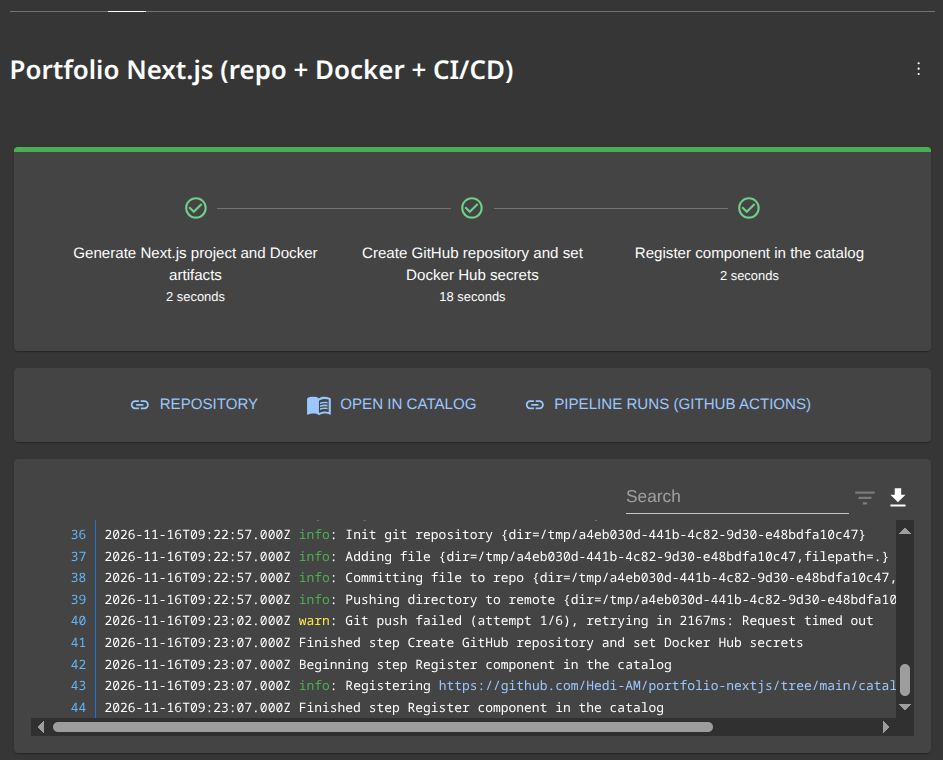 Portfolio Next.js (repo + Docker + CI/CD)
Generate Next.js project and Docker
artifacts
2 seconds
Create GitHub repository and set
Docker Hub secrets
18 seconds
Register component in the catalog
2 seconds
REPOSITORY
OPEN IN CATALOG
PIPELINE RUNS (GITHUB ACTIONS)
Search
36 2026-11-16T09:22:57.000Z info: Init git repository {dir=/tmp/a4eb030d-441b-4c82-9d30-e48bdfa10c47}
37 2026-11-16T09:22:57.000Z info: Adding file {dir=/tmp/a4eb030d-441b-4c82-9d30-e48bdfa10c47,filepath=.}
38 2026-11-16T09:22:57.000Z info: Committing file to repo {dir=/tmp/a4eb030d-441b-4c82-9d30-e48bdfa10c47,
39 2026-11-16T09:22:57.000Z info: Pushing directory to remote {dir=/tmp/a4eb030d-441b-4c82-9d30-e48bdfa10
40 2026-11-16T09:23:02.000Z warn: Git push failed (attempt 1/6), retrying in 2167ms: Request timed out
41 2026-11-16T09:23:07.000Z Finished step Create GitHub repository and set Docker Hub secrets
42 2026-11-16T09:23:07.000Z Beginning step Register component in the catalog
43 2026-11-16T09:23:07.000Z info: Registering https://github.com/Hedi-AM/portfolio-nextjs/tree/main/catal
44 2026-11-16T09:23:07.000Z Finished step Register component in the catalog